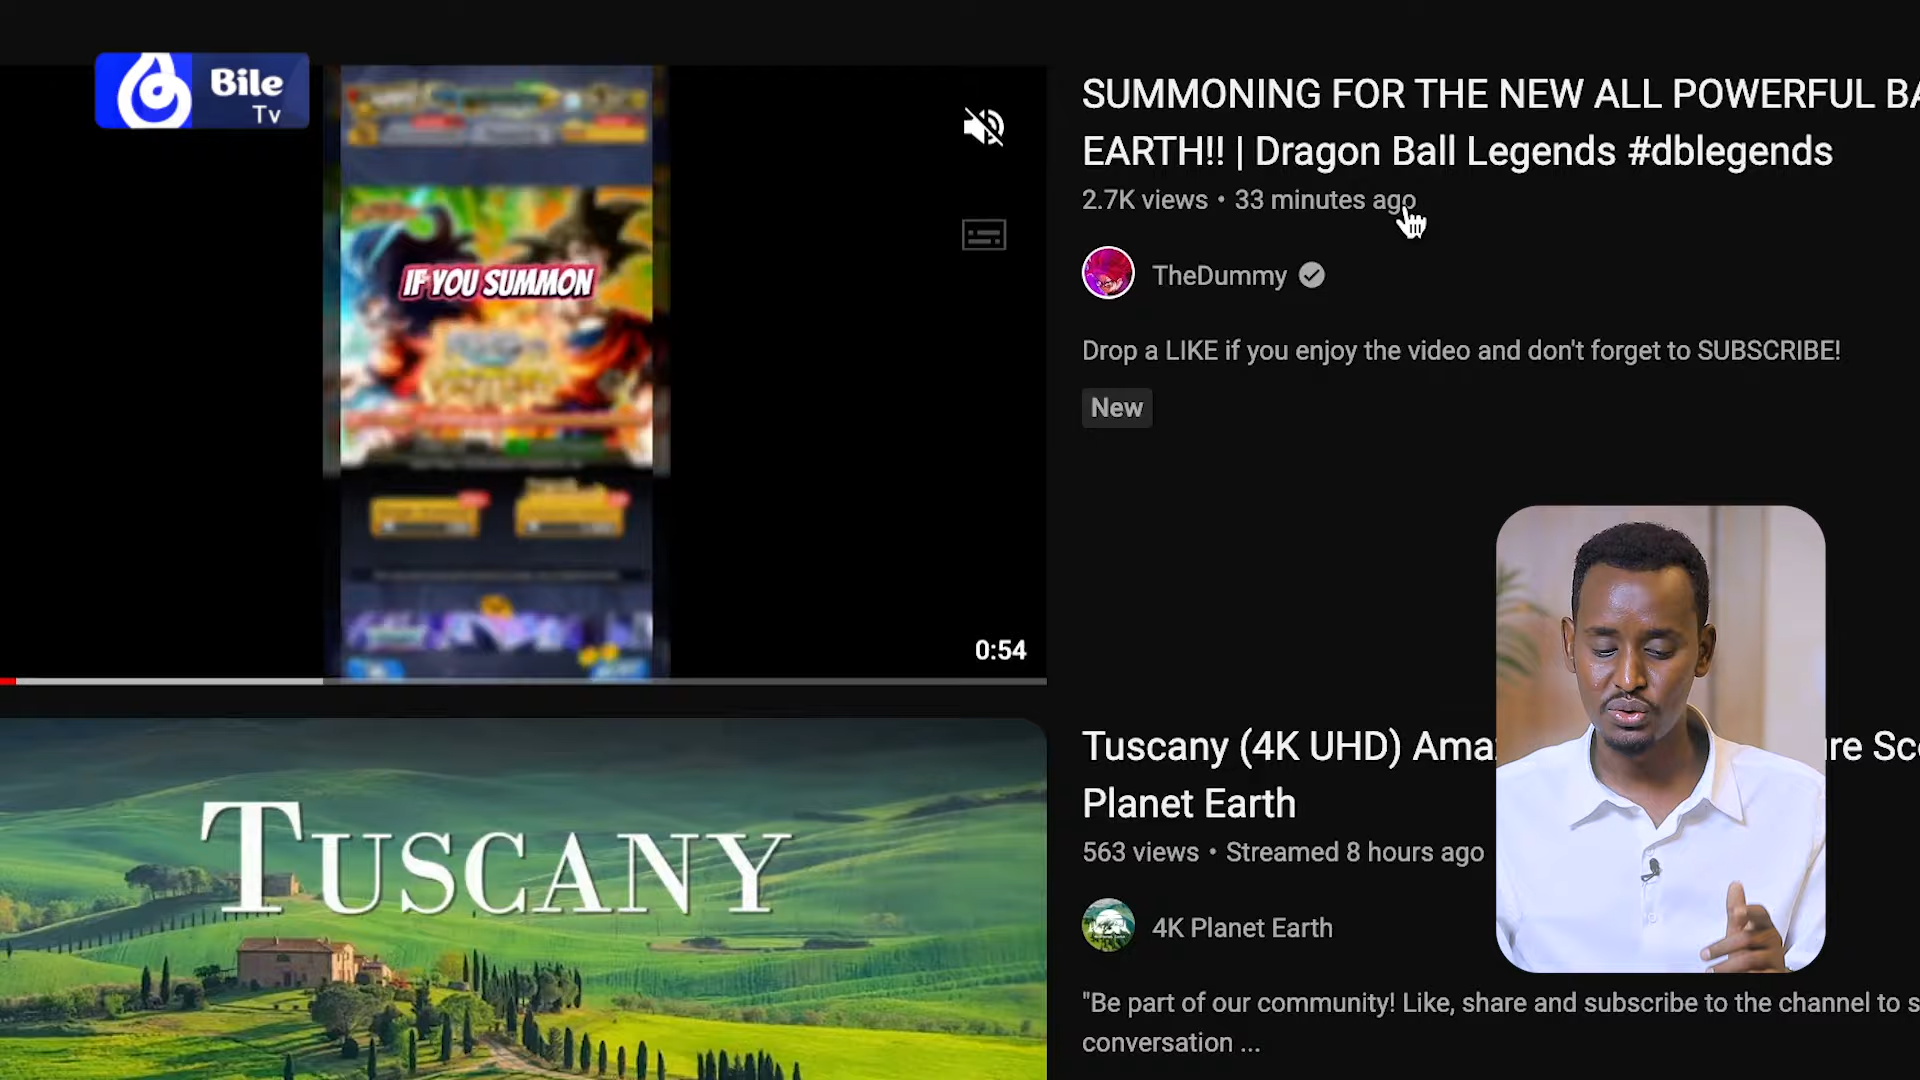 Bile
Tv
IF YOU SUMMON
0:54
SUMMONING FOR THE NEW ALL POWERFUL BA
EARTH!! | Dragon Ball Legends #dblegends
2.7K views • 33 minutes ago
TheDummy
Drop a LIKE if you enjoy the video and don't forget to SUBSCRIBE!
New
TUSCANY
Tuscany (4K UHD) Ama re Sc
Planet Earth
563 views • Streamed 8 hours ago
4K Planet Earth
"Be part of our community! Like, share and subscribe to the channel to s
conversation ...